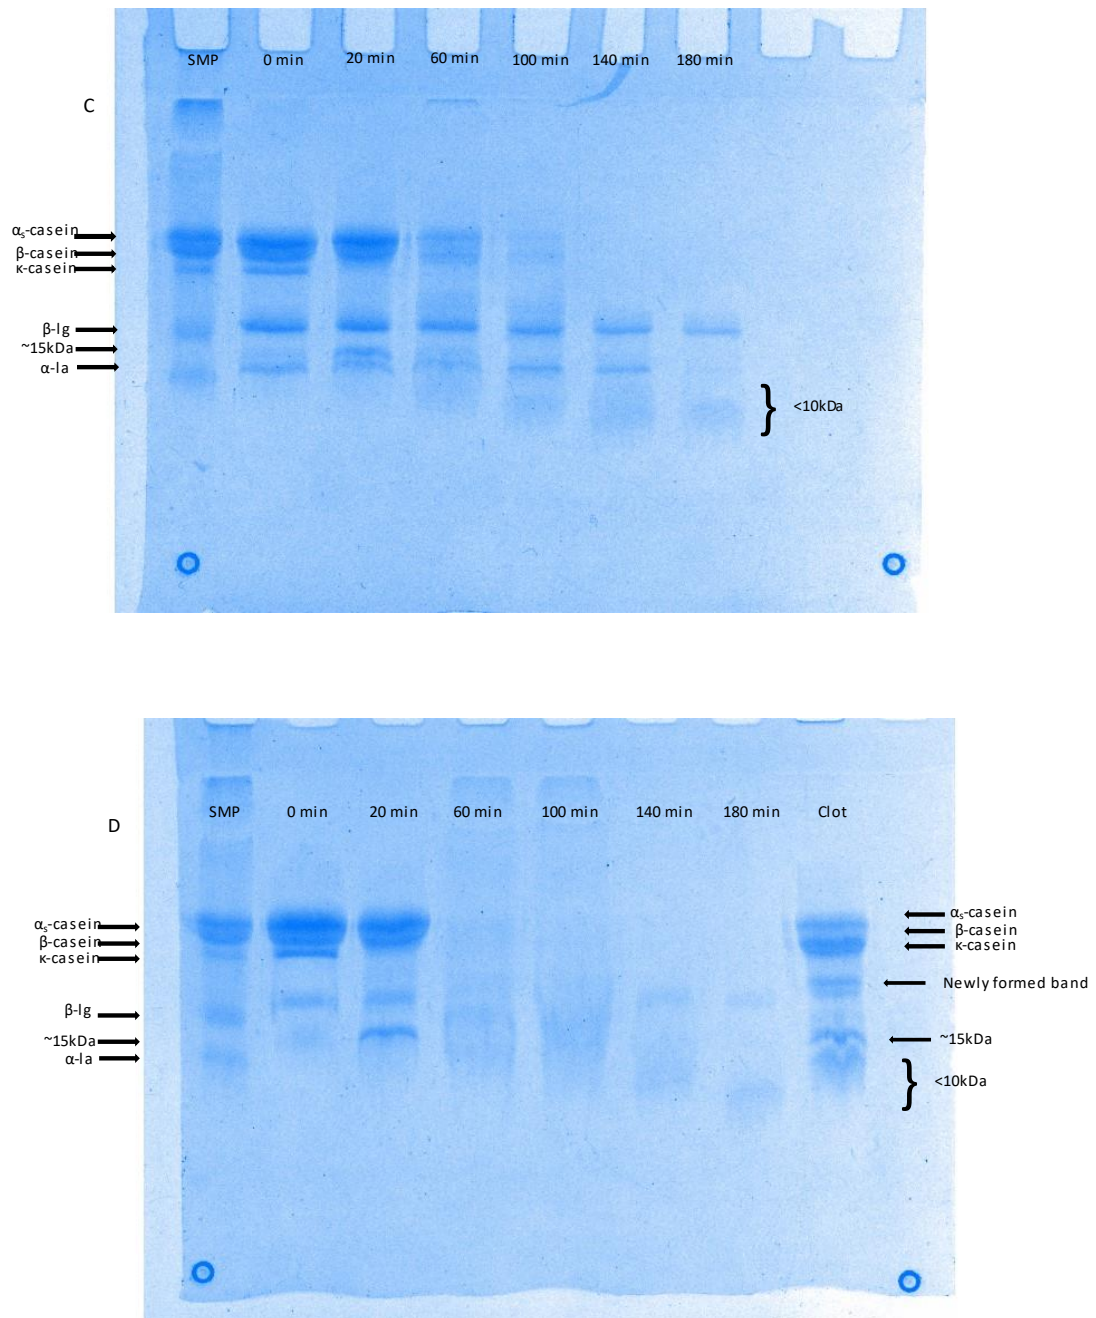 SMP 0 min 20 min 60 min 100 min 140 min 180 min
C
αs-casein
β-casein
κ-casein
β-lg
~15kDa
α-la
<10kDa
SMP 0 min 20 min 60 min 100 min 140 min 180 min Clot
D
αs-casein
β-casein
κ-casein
β-lg
~15kDa
α-la
αs-casein
β-casein
κ-casein
Newly formed band
~15kDa
<10kDa